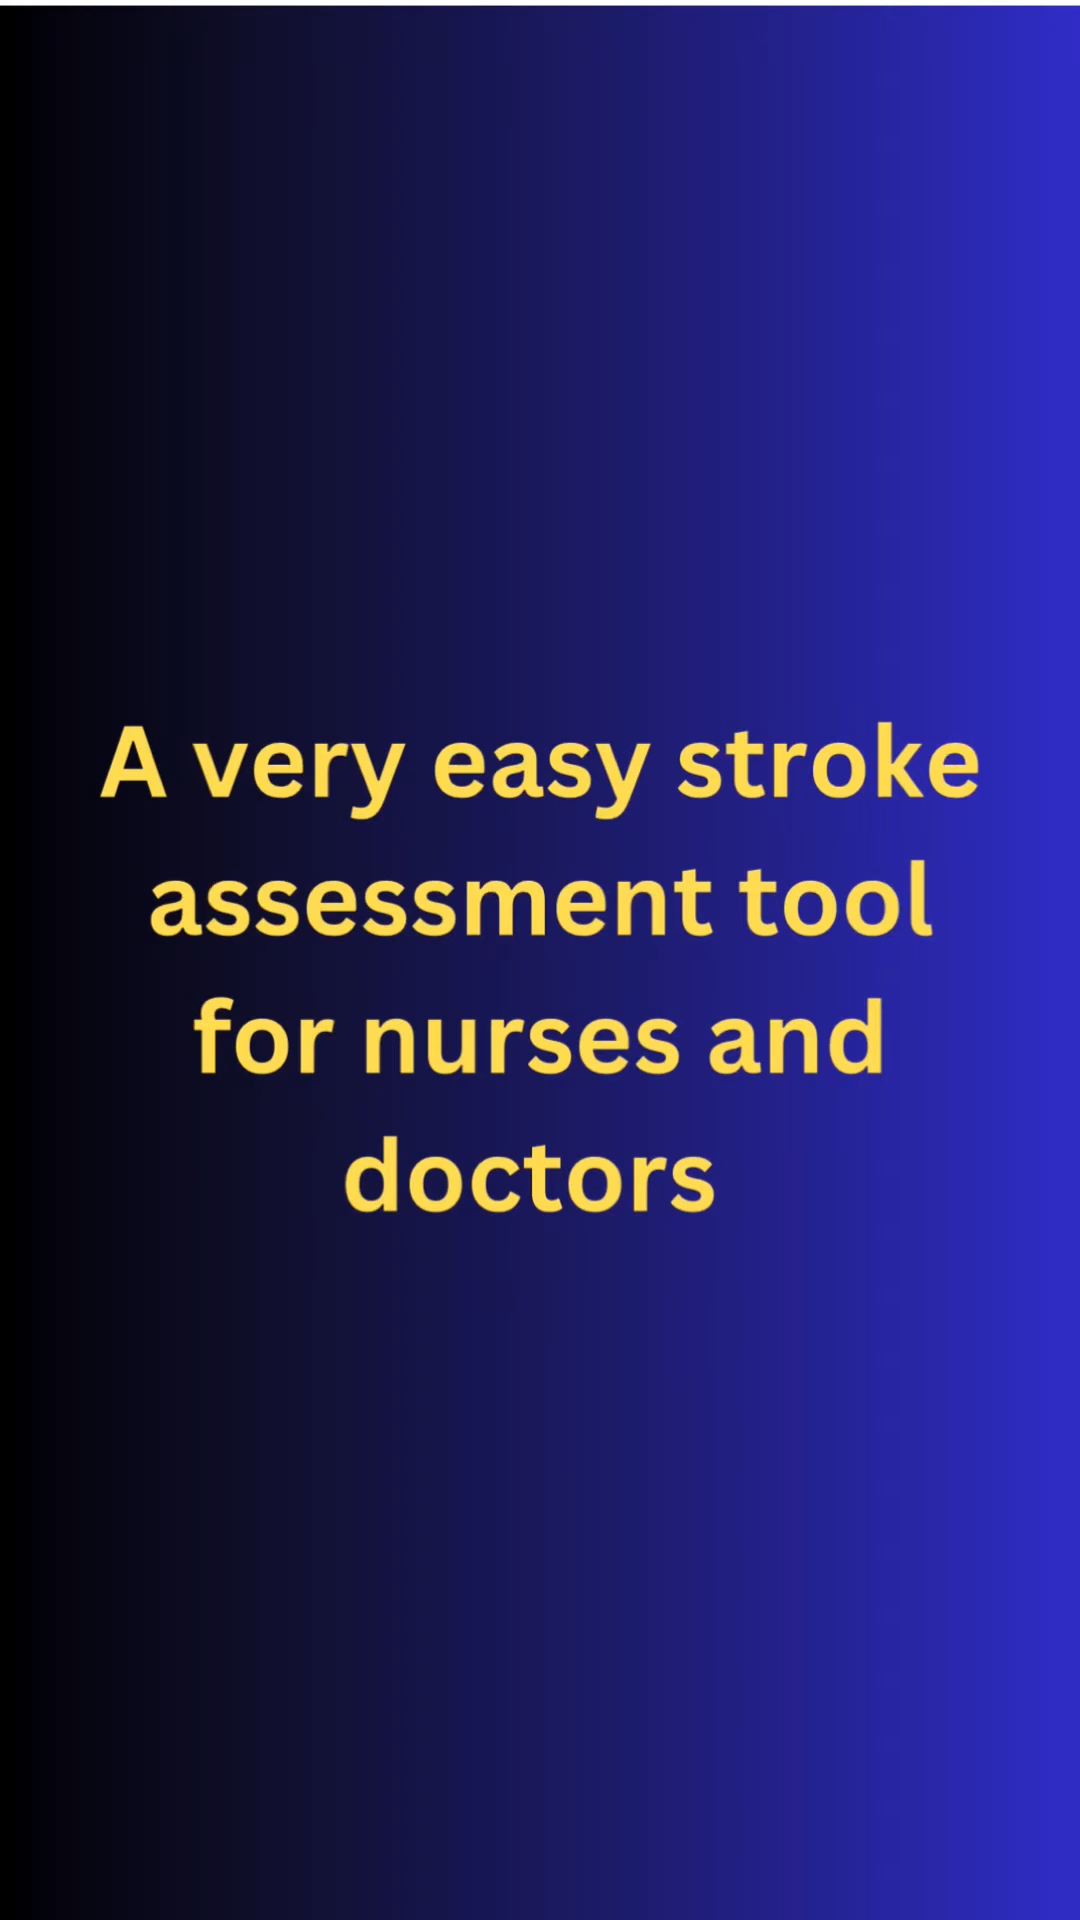 A very easy stroke
assessment tool
for nurses and
doctors